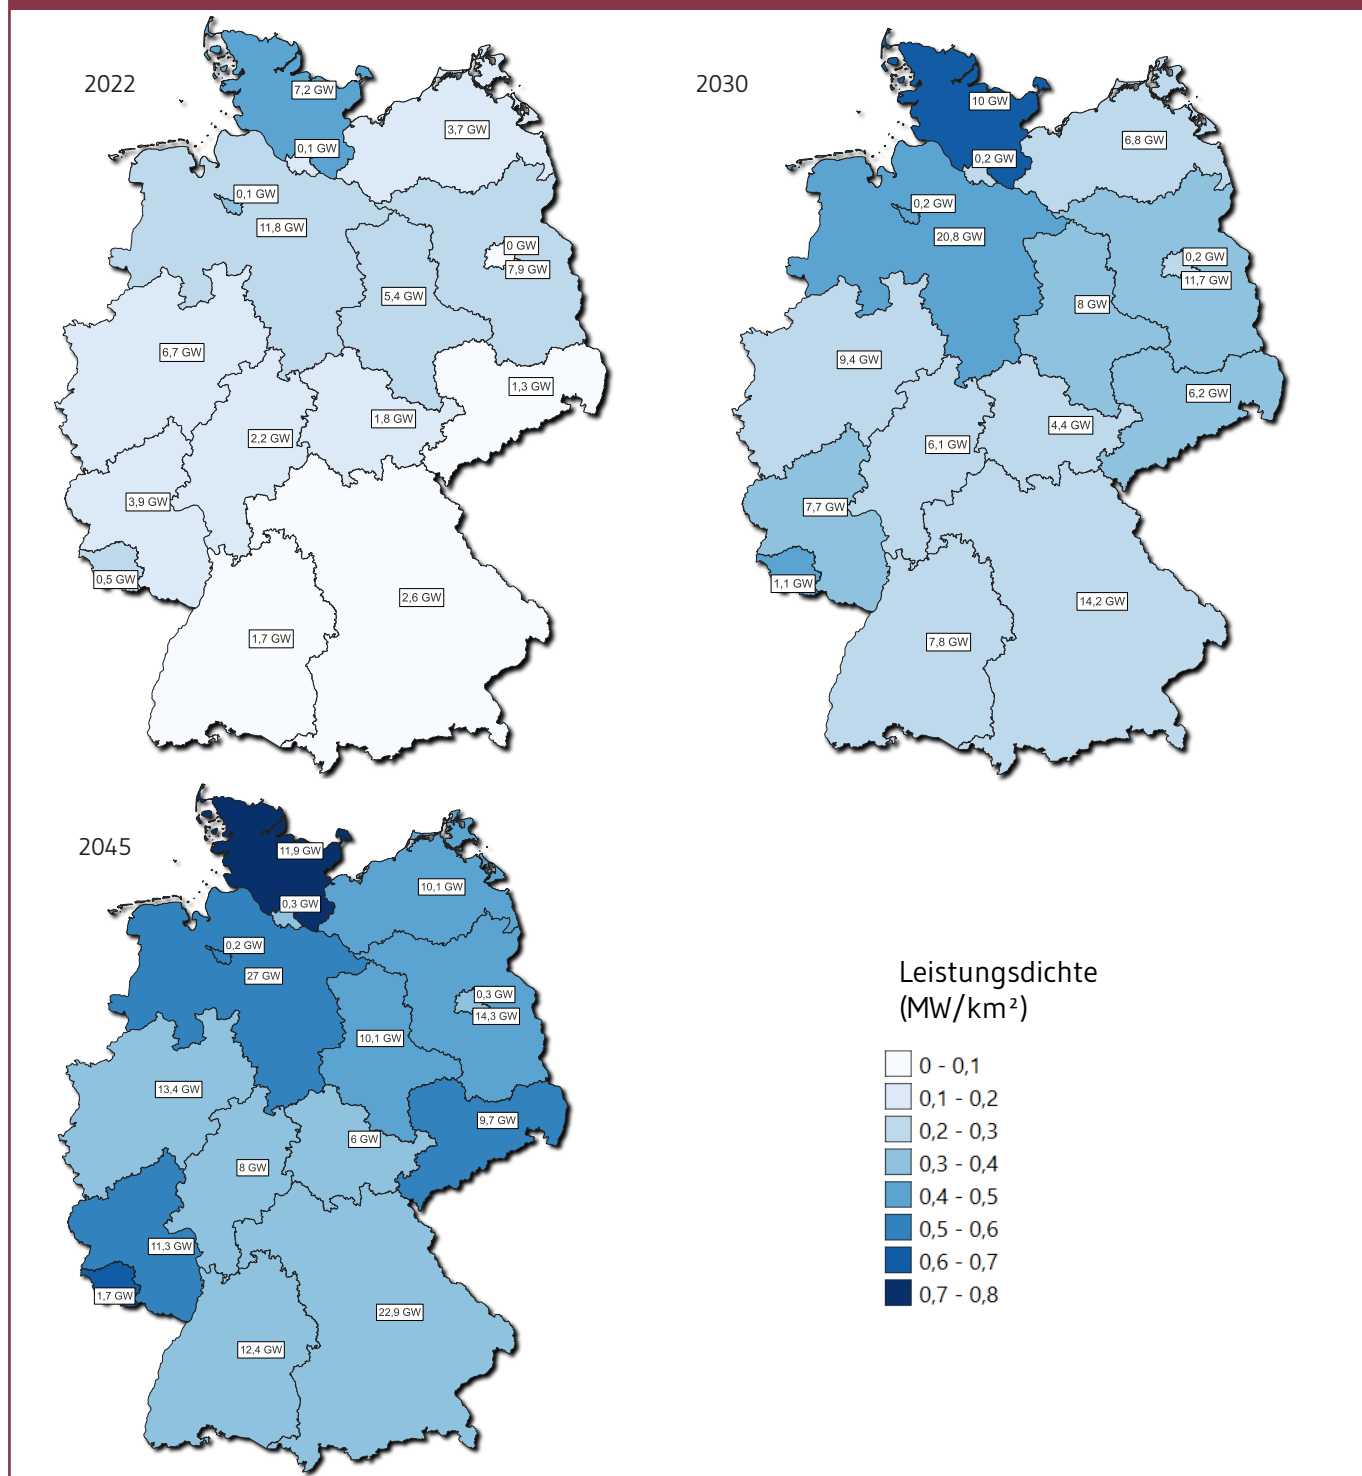 2022
7,2 GW
3,7 GW
0,1 GW
0,1 GW
11,8 GW
0 GW
7,9 GW
5,4 GW
6,7 GW
1,3 GW
1,8 GW
2,2 GW
3,9 GW
0,5 GW
2,6 GW
1,7 GW
2030
10 GW
6,8 GW
0,2 GW
0,2 GW
20,8 GW
0,2 GW
11,7 GW
8 GW
9,4 GW
6,2 GW
4,4 GW
6,1 GW
7,7 GW
1,1 GW
14,2 GW
7,8 GW
2045
11,9 GW
10,1 GW
0,3 GW
0,2 GW
27 GW
0,3 GW
14,3 GW
10,1 GW
13,4 GW
9,7 GW
6 GW
8 GW
11,3 GW
1,7 GW
22,9 GW
12,4 GW
Leistungsdichte
(MW/km²)
0 - 0,1
0,1 - 0,2
0,2 - 0,3
0,3 - 0,4
0,4 - 0,5
0,5 - 0,6
0,6 - 0,7
0,7 - 0,8